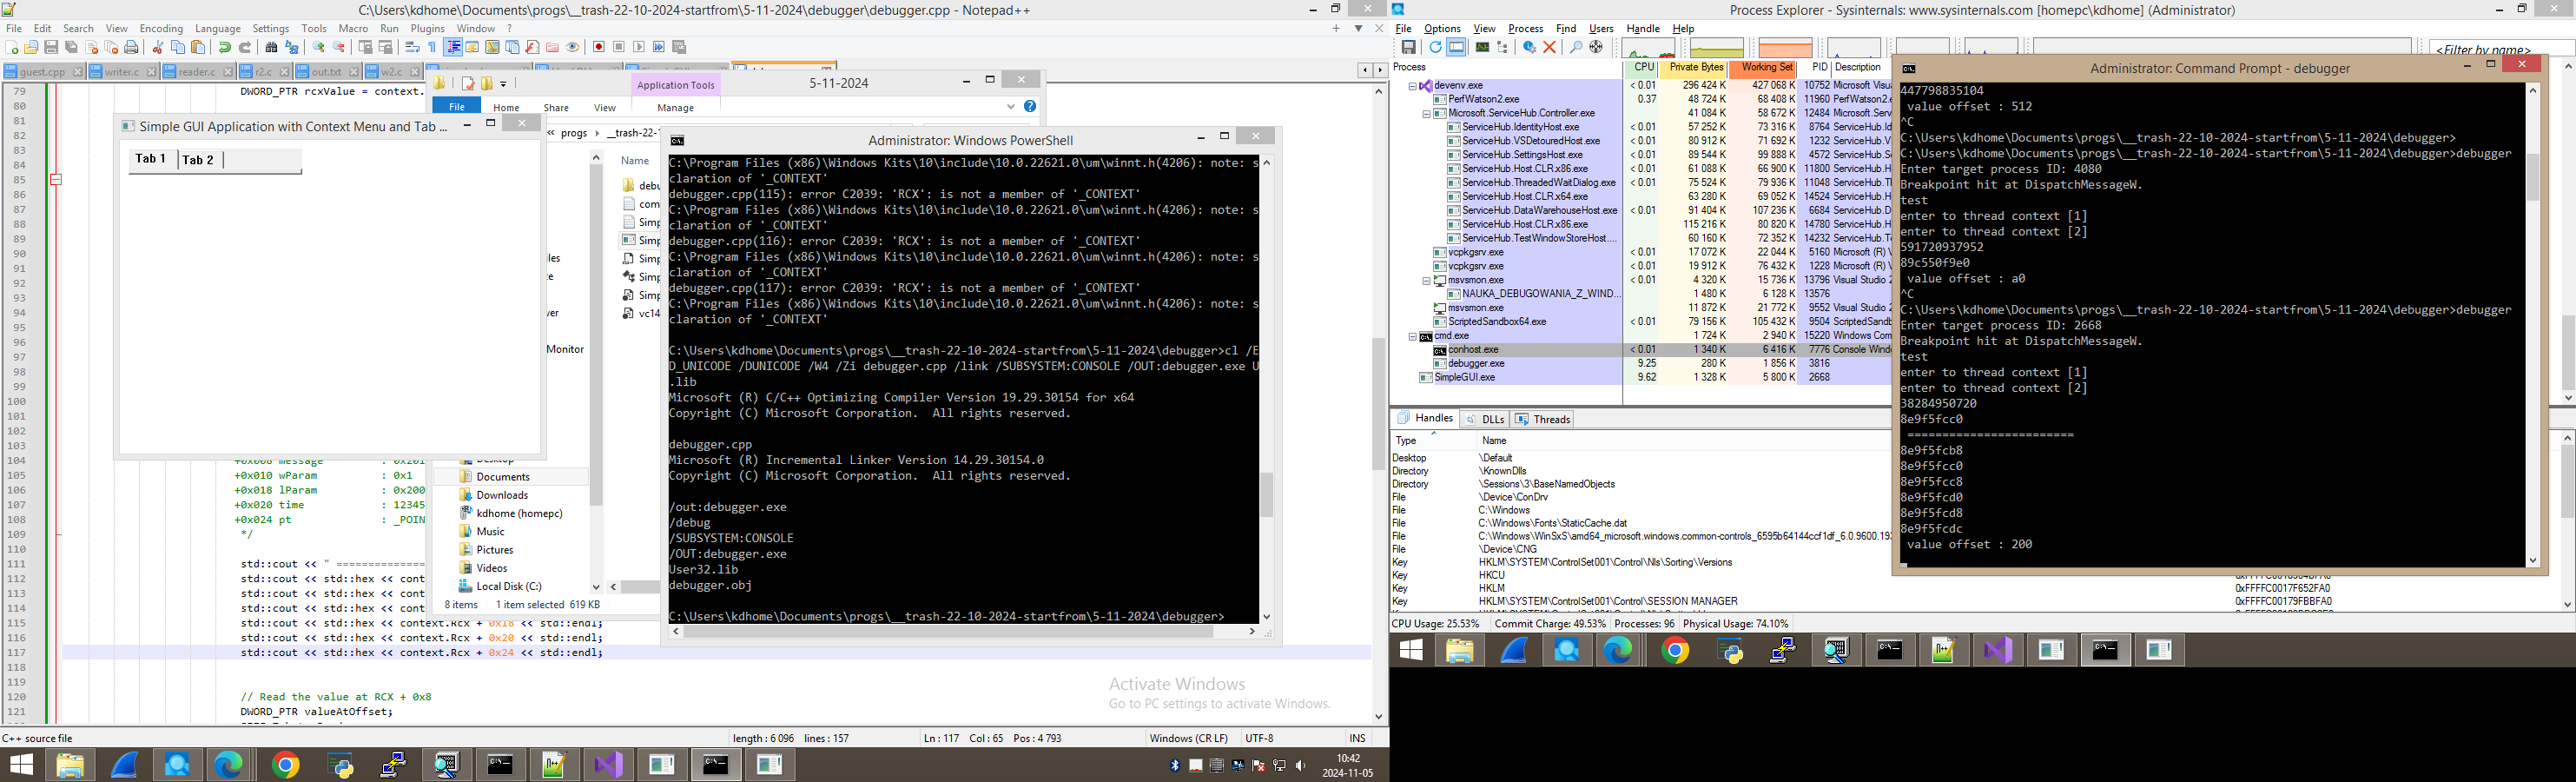 C:\Users\kdhome\Documents\progs\__trash-22-10-2024-startfrom\5-11-2024\debugger\debugger.cpp - Notepad++
File Edit Search View Encoding Language Settings Tools Macro Run Plugins Window ?
guest.cpp writer.c reader.c r2.c out.txt w2.c
79 DWORD_PTR rcxValue = context.
80
81
82
83
84
85
86
87
88
89
90
91
92
93
94
95
96
97
98
99
100
101
102
103
104 +0x008 message : 0x201
105 +0x010 wParam : 0x1
106 +0x018 lParam : 0x200
107 +0x020 time : 12345
108 +0x024 pt : _POIN
109 */
110
111 std::cout << " ===============
112 std::cout << std::hex << cont
113 std::cout << std::hex << cont
114 std::cout << std::hex << cont
115 std::cout << std::hex << context.Rcx + 0x18 << std::endl;
116 std::cout << std::hex << context.Rcx + 0x20 << std::endl;
117 std::cout << std::hex << context.Rcx + 0x24 << std::endl;
118
119
120 // Read the value at RCX + 0x8
121 DWORD_PTR valueAtOffset;
C++ source file
length : 6 096 lines : 157
Ln : 117 Col : 65 Pos : 4 793
Windows (CR LF)
UTF-8
INS
Simple GUI Application with Context Menu and Tab ...
Tab 1 Tab 2
Application Tools
5-11-2024
File Home Share View Manage
progs __trash-22-1
Name
debu
com
Simp
Simp
Simp
Simp
Simp
vc14
iles
ce
ver
Monitor
Desktop
Documents
Downloads
kdhome (homepc)
Music
Pictures
Videos
Local Disk (C:)
8 items 1 item selected 619 KB
Administrator: Windows PowerShell
C:\Program Files (x86)\Windows Kits\10\include\10.0.22621.0\um\winnt.h(4206): note: s
claration of '_CONTEXT'
debugger.cpp(115): error C2039: 'RCX': is not a member of '_CONTEXT'
C:\Program Files (x86)\Windows Kits\10\include\10.0.22621.0\um\winnt.h(4206): note: s
claration of '_CONTEXT'
debugger.cpp(116): error C2039: 'RCX': is not a member of '_CONTEXT'
C:\Program Files (x86)\Windows Kits\10\include\10.0.22621.0\um\winnt.h(4206): note: s
claration of '_CONTEXT'
debugger.cpp(117): error C2039: 'RCX': is not a member of '_CONTEXT'
C:\Program Files (x86)\Windows Kits\10\include\10.0.22621.0\um\winnt.h(4206): note: s
claration of '_CONTEXT'
C:\Users\kdhome\Documents\progs\__trash-22-10-2024-startfrom\5-11-2024\debugger>cl /E
D_UNICODE /DUNICODE /W4 /Zi debugger.cpp /link /SUBSYSTEM:CONSOLE /OUT:debugger.exe U
.lib
Microsoft (R) C/C++ Optimizing Compiler Version 19.29.30154 for x64
Copyright (C) Microsoft Corporation. All rights reserved.
debugger.cpp
Microsoft (R) Incremental Linker Version 14.29.30154.0
Copyright (C) Microsoft Corporation. All rights reserved.
/out:debugger.exe
/debug
/SUBSYSTEM:CONSOLE
/OUT:debugger.exe
User32.lib
debugger.obj
C:\Users\kdhome\Documents\progs\__trash-22-10-2024-startfrom\5-11-2024\debugger>
Activate Windows
Go to PC settings to activate Windows.
10:42
2024-11-05
Process Explorer - Sysinternals: www.sysinternals.com [homepc\kdhome] (Administrator)
File Options View Process Find Users Handle Help
<Filter by name>
Process CPU Private Bytes Working Set PID Description
devenv.exe < 0.01 296 424 K 427 068 K 10752 Microsoft Visua
PerfWatson2.exe 0.37 48 724 K 68 408 K 11960 PerfWatson2.e
Microsoft.ServiceHub.Controller.exe 41 084 K 58 672 K 12484 Microsoft.Serv
ServiceHub.IdentityHost.exe < 0.01 57 252 K 73 316 K 8764 ServiceHub.Id
ServiceHub.VSDetouredHost.exe < 0.01 80 912 K 71 692 K 1232 ServiceHub.V
ServiceHub.SettingsHost.exe < 0.01 89 544 K 99 888 K 4572 ServiceHub.Se
ServiceHub.Host.CLR.x86.exe < 0.01 61 088 K 66 900 K 11800 ServiceHub.H
ServiceHub.ThreadedWaitDialog.exe < 0.01 75 524 K 79 936 K 11048 ServiceHub.Th
ServiceHub.Host.CLR.x64.exe 63 280 K 69 052 K 14524 ServiceHub.H
ServiceHub.DataWarehouseHost.exe < 0.01 91 404 K 107 236 K 6684 ServiceHub.D
ServiceHub.Host.CLR.x86.exe 115 216 K 80 820 K 14780 ServiceHub.H
ServiceHub.TestWindowStoreHost.... 60 160 K 72 352 K 14232 ServiceHub.Te
vcpkgsrv.exe < 0.01 17 072 K 22 044 K 5160 Microsoft (R) \
vcpkgsrv.exe < 0.01 19 912 K 76 432 K 1228 Microsoft (R) \
msvsmon.exe < 0.01 4 320 K 15 736 K 13796 Visual Studio 2
NAUKA_DEBUGOWANIA_Z_WIND... 1 480 K 6 128 K 13576
msvsmon.exe < 0.01 11 872 K 21 772 K 9552 Visual Studio 2
ScriptedSandbox64.exe < 0.01 79 156 K 105 432 K 9504 ScriptedSandb
cmd.exe 1 724 K 2 940 K 15220 Windows Com
conhost.exe < 0.01 1 340 K 6 416 K 7776 Console Windo
debugger.exe 9.25 280 K 1 856 K 3816
SimpleGUI.exe 9.62 1 328 K 5 800 K 2668
Handles DLLs Threads
Type Name
Desktop \Default
Directory \KnownDlls
Directory \Sessions\3\BaseNamedObjects
File \Device\ConDrv
File C:\Windows
File C:\Windows\Fonts\StaticCache.dat
File C:\Windows\WinSxS\amd64_microsoft.windows.common-controls_6595b64144ccf1df_6.0.9600.193
File \Device\CNG
Key HKLM\SYSTEM\ControlSet001\Control\Nls\Sorting\Versions
Key HKCU
Key HKLM 0xFFFFC0017F652FA0
Key HKLM\SYSTEM\ControlSet001\Control\SESSION MANAGER 0xFFFFC00179FBBFA0
CPU Usage: 25.53% Commit Charge: 49.53% Processes: 96 Physical Usage: 74.10%
Administrator: Command Prompt - debugger
447798835104
value offset : 512
^C
C:\Users\kdhome\Documents\progs\__trash-22-10-2024-startfrom\5-11-2024\debugger>
C:\Users\kdhome\Documents\progs\__trash-22-10-2024-startfrom\5-11-2024\debugger>debugger
Enter target process ID: 4080
Breakpoint hit at DispatchMessageW.
test
enter to thread context [1]
enter to thread context [2]
591720937952
89c550f9e0
value offset : a0
^C
C:\Users\kdhome\Documents\progs\__trash-22-10-2024-startfrom\5-11-2024\debugger>debugger
Enter target process ID: 2668
Breakpoint hit at DispatchMessageW.
test
enter to thread context [1]
enter to thread context [2]
38284950720
8e9f5fcc0
=========================
8e9f5fcb8
8e9f5fcc0
8e9f5fcc8
8e9f5fcd0
8e9f5fcd8
8e9f5fcdc
value offset : 200